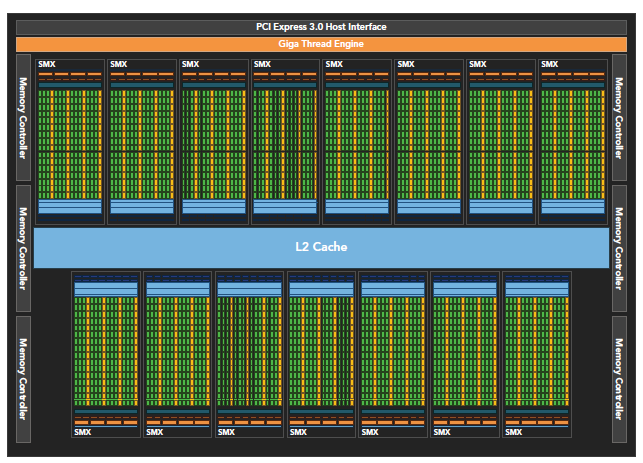 PCI Express 3.0 Host Interface
Giga Thread Engine
SMX SMX SMX SMX SMX SMX SMX SMX
Memory Controller
Memory Controller
Memory Controller
Memory Controller
L2 Cache
Memory Controller
Memory Controller
SMX SMX SMX SMX SMX SMX SMX